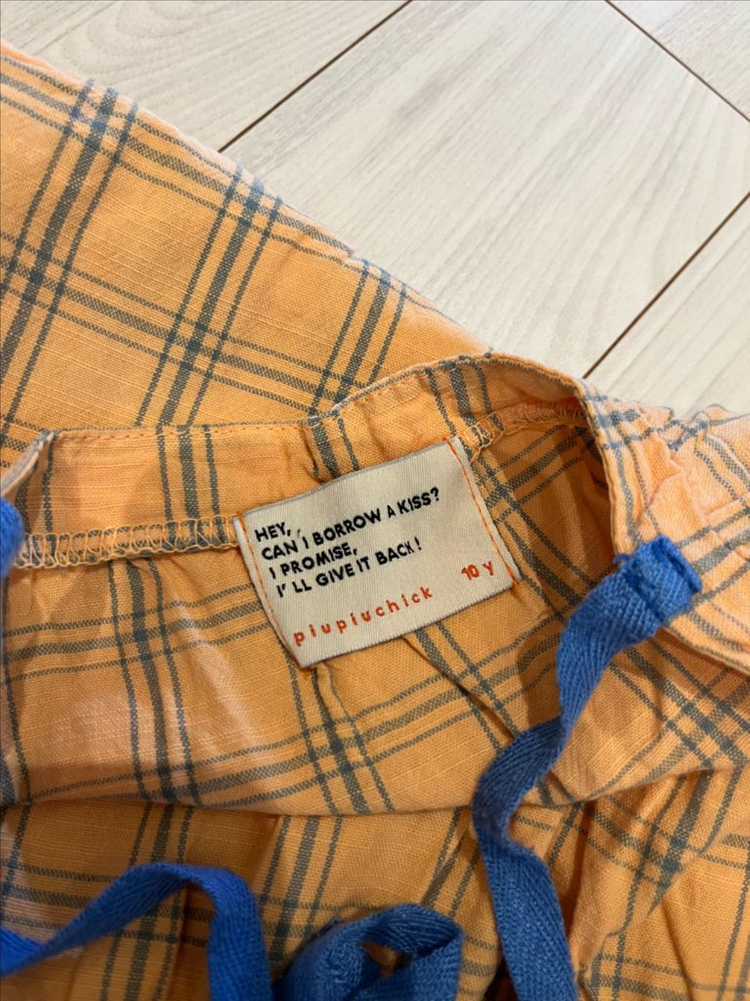 HEY,
CAN'I BORROW A KISS?
I PROMISE,
I' LL GIVE IT BACK!
piupiuchick 10 y